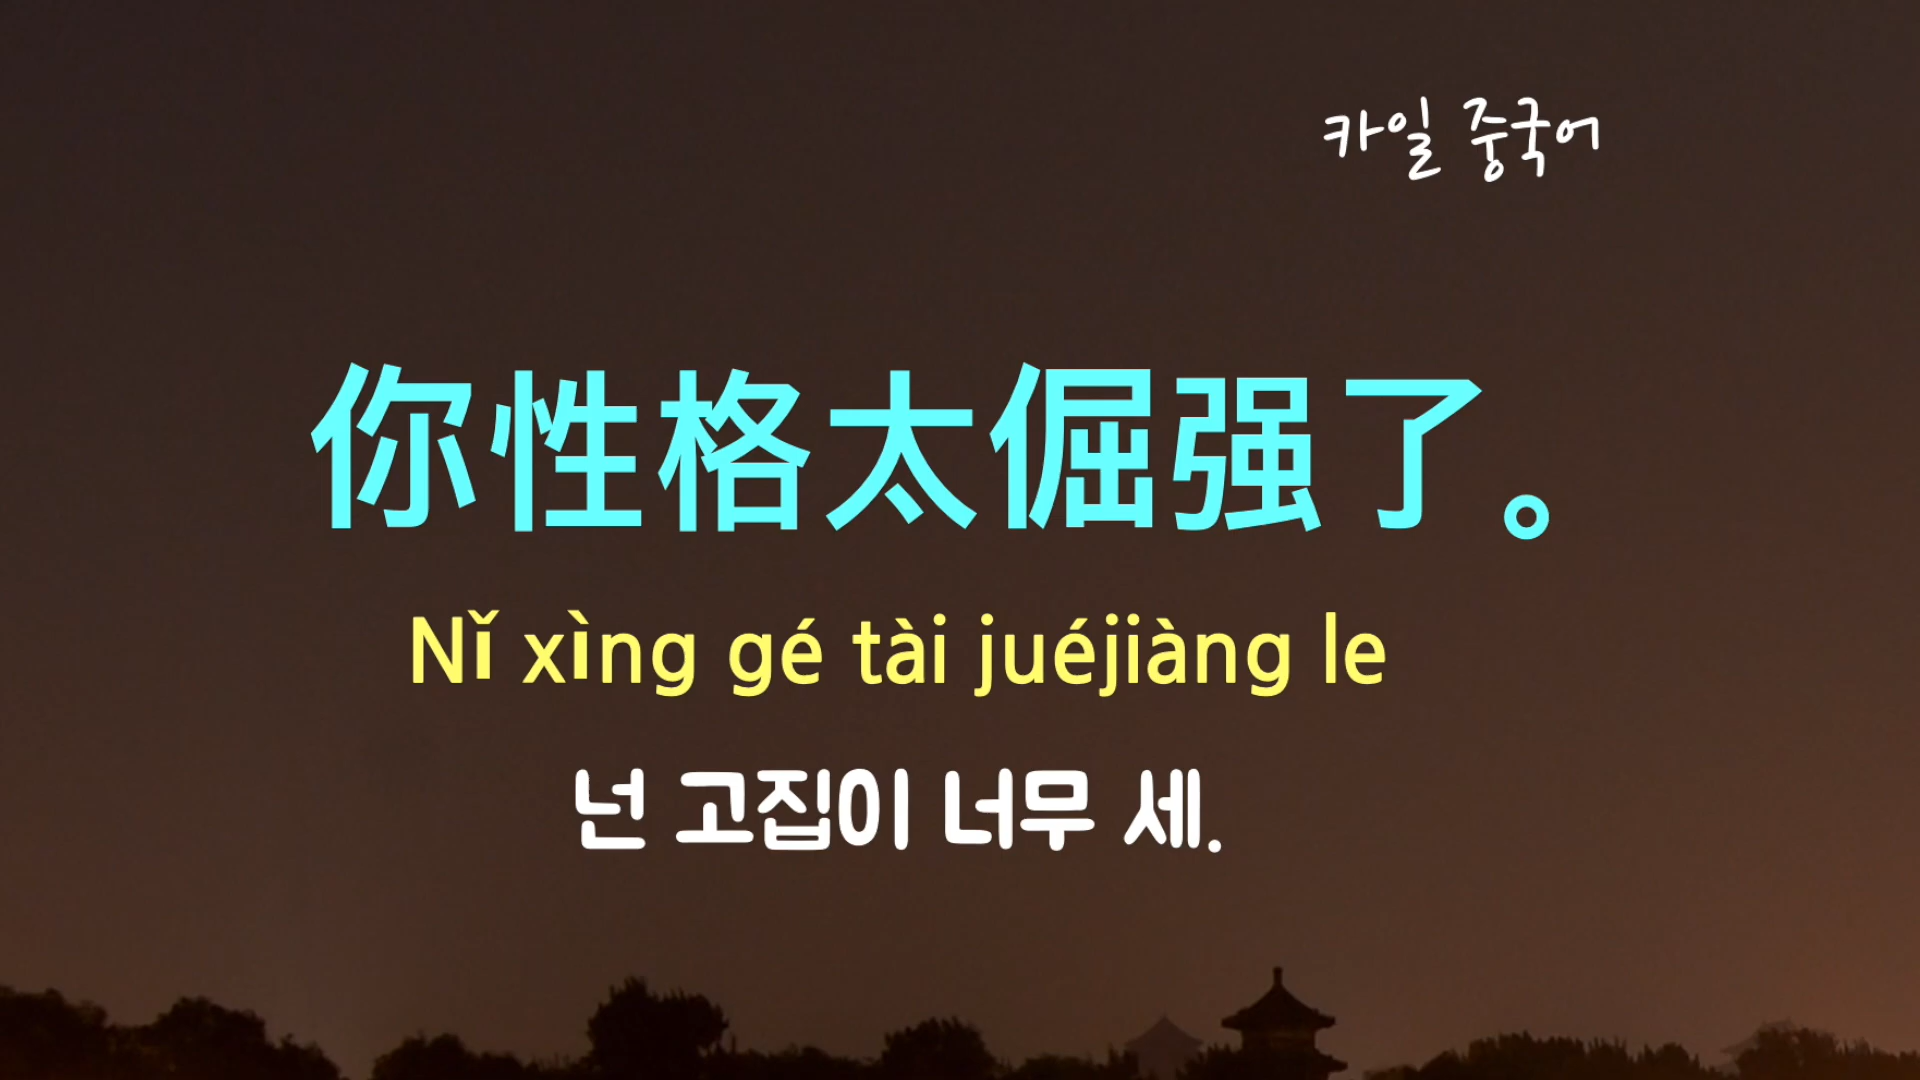 카일 중국어
你性格太倔强了。
Nǐ xìng gé tài juéjiàng le
넌 고집이 너무 세.